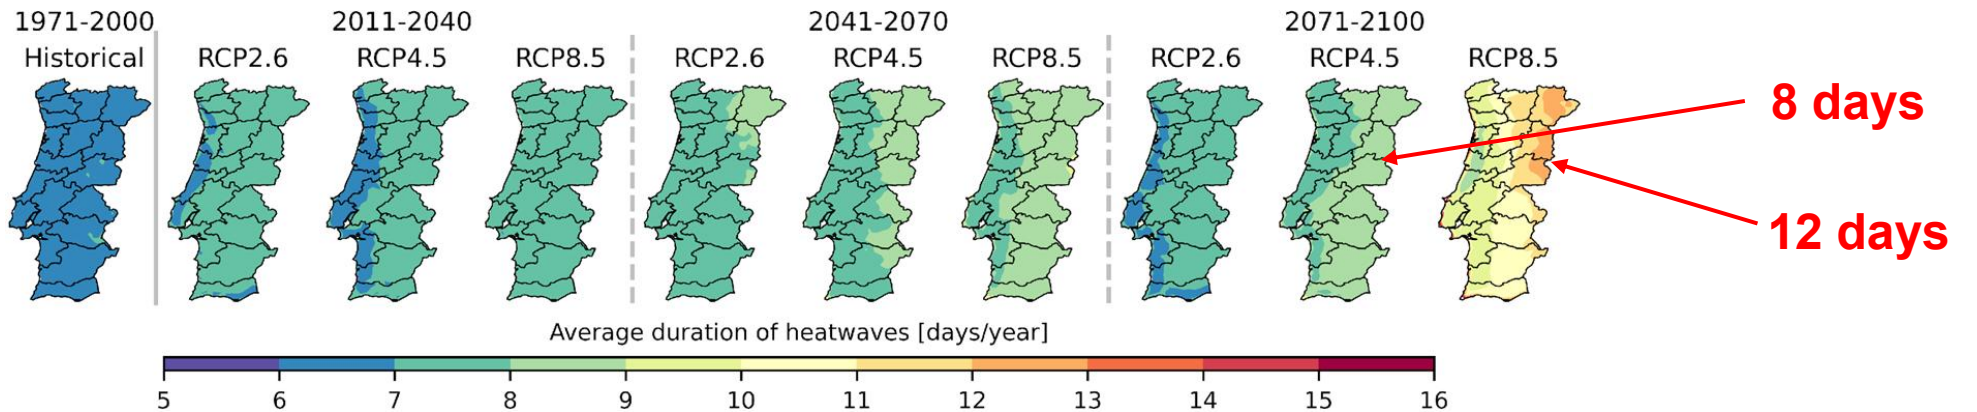 1971-2000 2011-2040 2041-2070 2071-2100
Historical RCP2.6 RCP4.5 RCP8.5 RCP2.6 RCP4.5 RCP8.5 RCP2.6 RCP4.5 RCP8.5
8 days
12 days
Average duration of heatwaves [days/year]
5 6 7 8 9 10 11 12 13 14 15 16